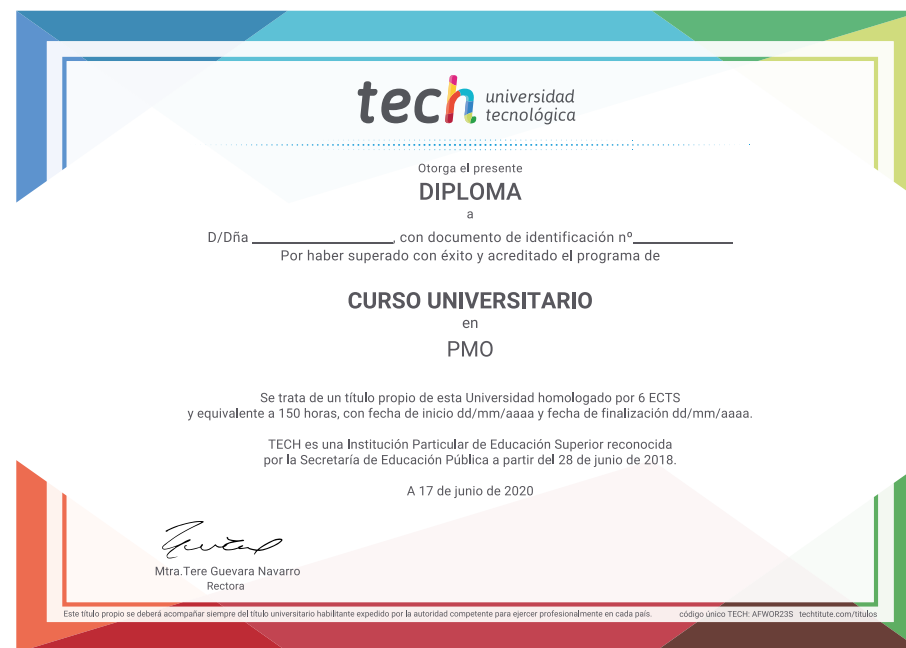 tech universidad
tecnológica
Otorga el presente
DIPLOMA
a
D/Dña ____________________, con documento de identificación nº______________
Por haber superado con éxito y acreditado el programa de
CURSO UNIVERSITARIO
en
PMO
Se trata de un título propio de esta Universidad homologado por 6 ECTS
y equivalente a 150 horas, con fecha de inicio dd/mm/aaaa y fecha de finalización dd/mm/aaaa.
TECH es una Institución Particular de Educación Superior reconocida
por la Secretaría de Educación Pública a partir del 28 de junio de 2018.
A 17 de junio de 2020
Mtra.Tere Guevara Navarro
Rectora
Este título propio se deberá acompañar siempre del título universitario habilitante expedido por la autoridad competente para ejercer profesionalmente en cada país. código único TECH: AFWOR23S techtitute.com/títulos